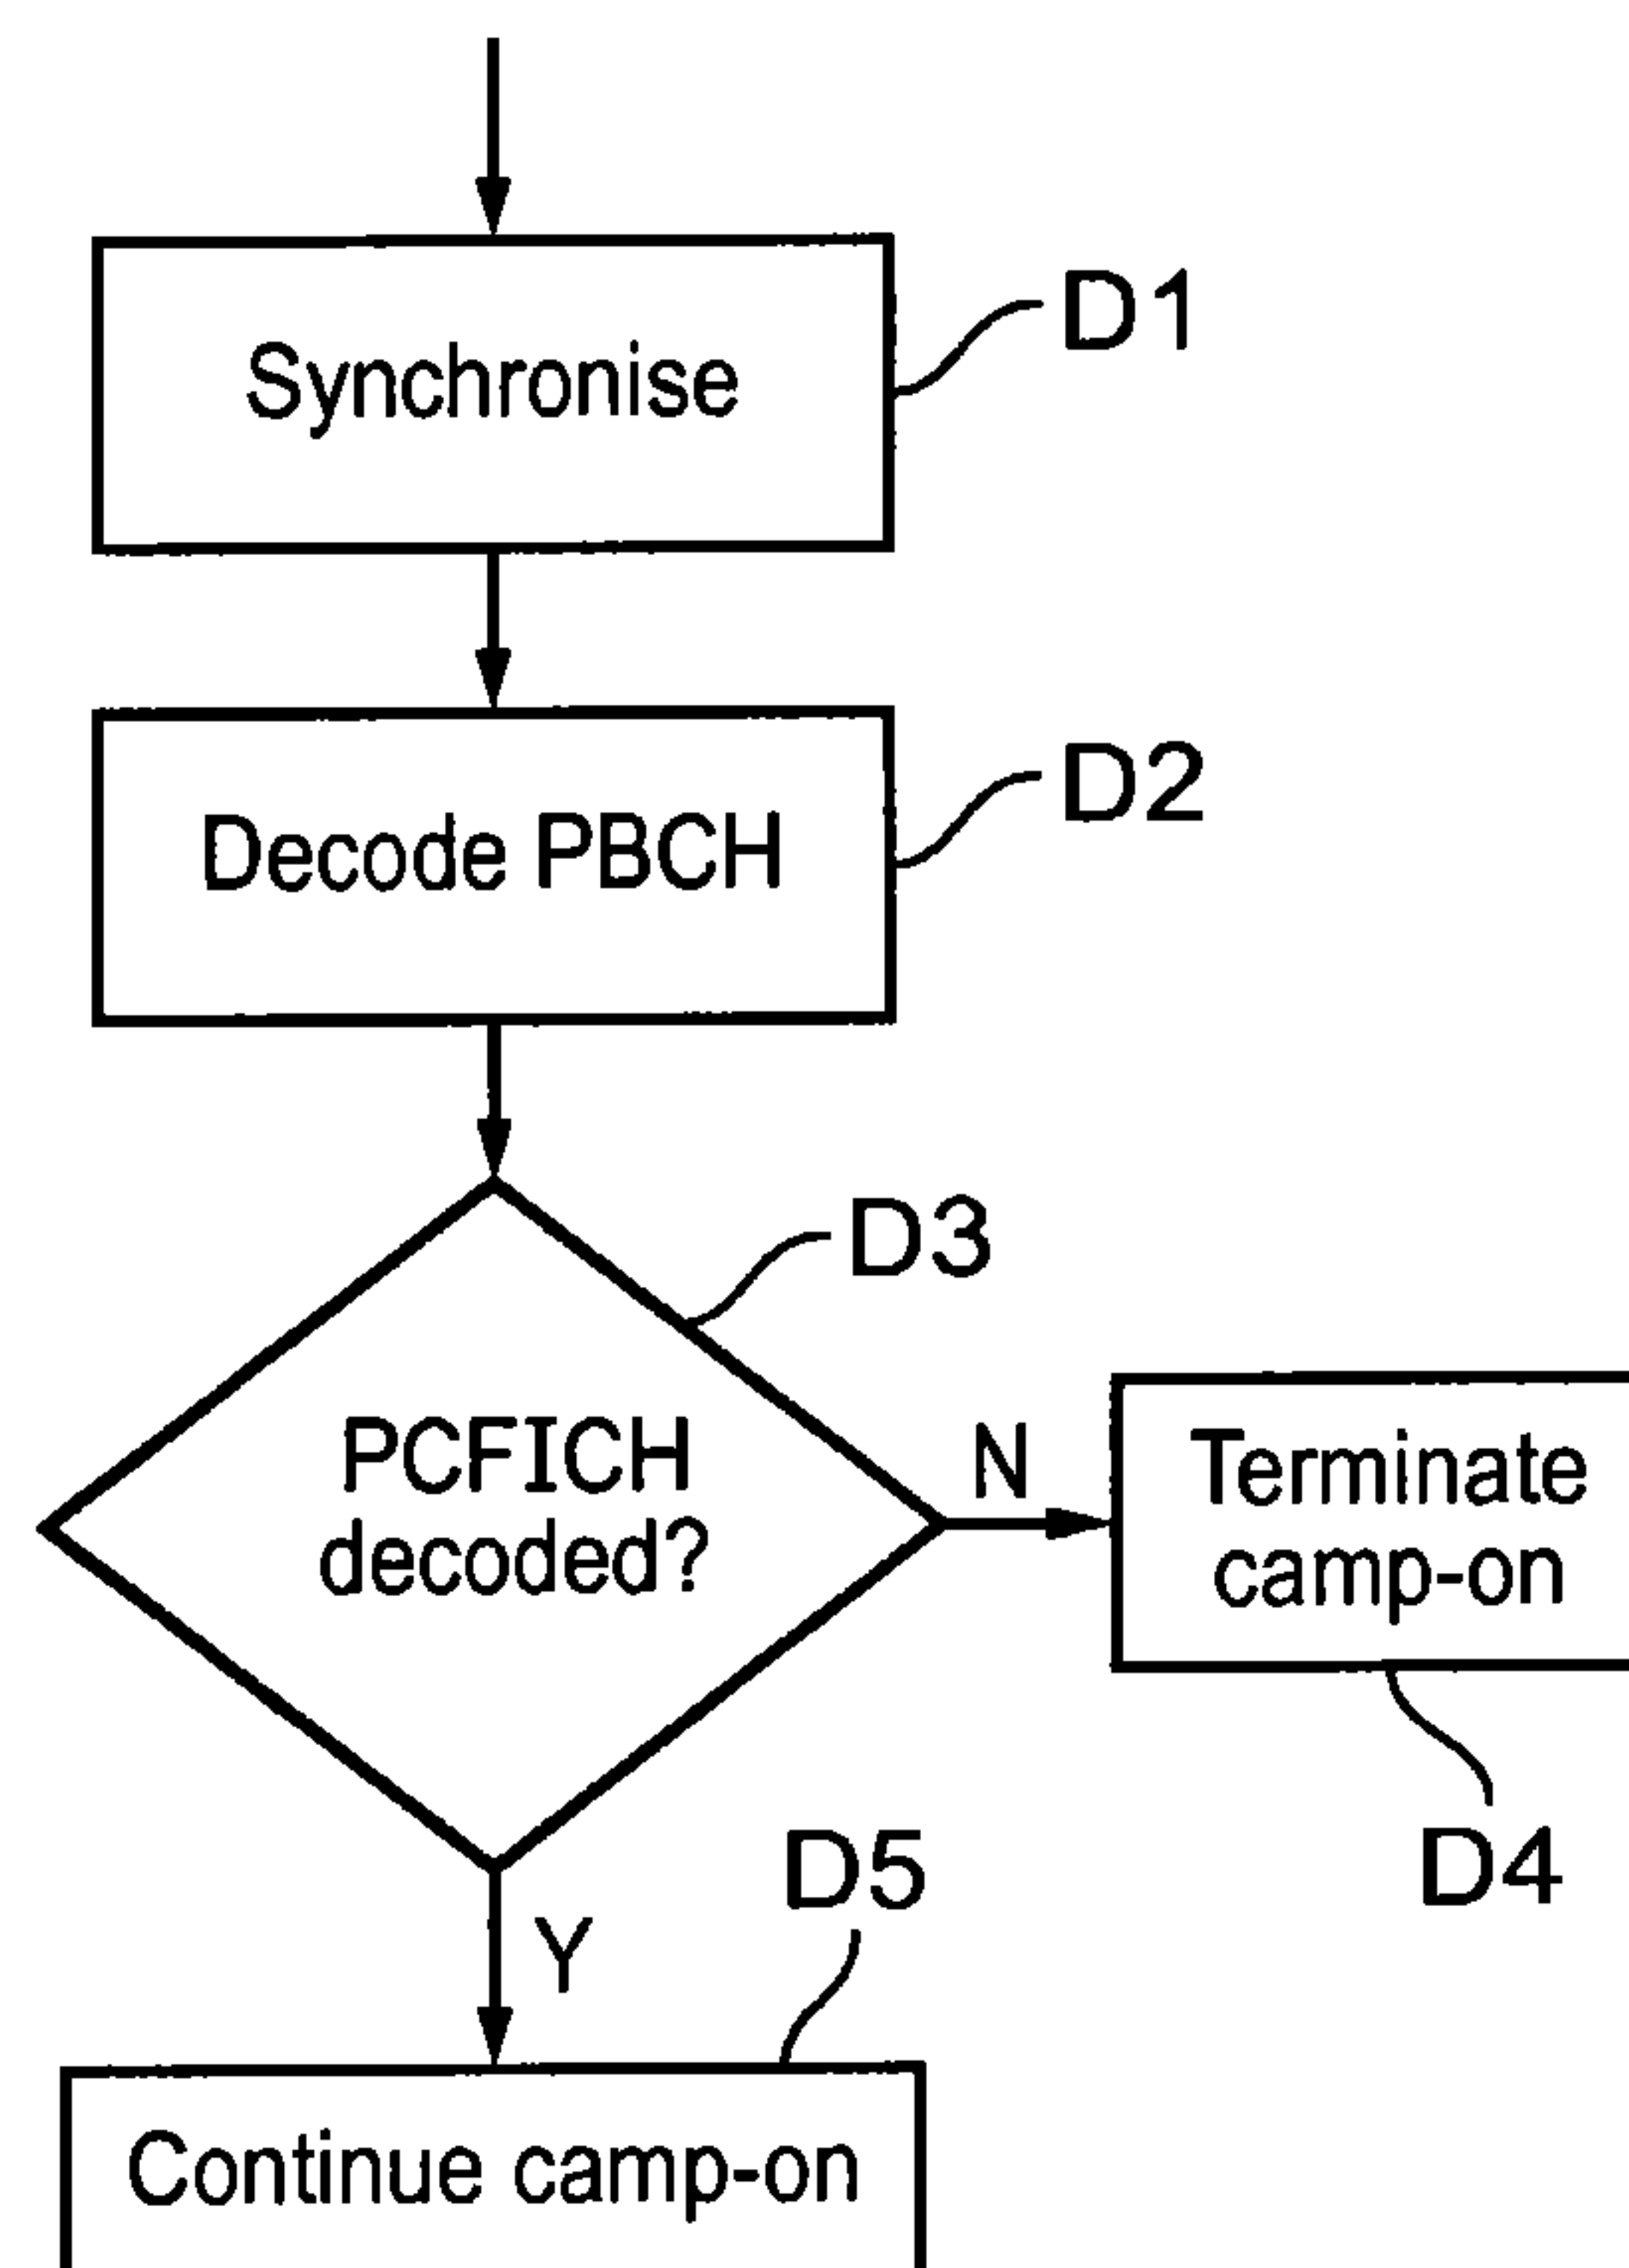 Synchronise
D1
Decode PBCH
D2
D3
PCFICH
decoded?
N
Terminate
camp-on
D4
Y
D5
Continue camp-on